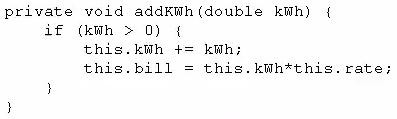 private void addKWh(double kWh) {
    if (kWh > 0) {
        this.kWh += kWh;
        this.bill = this.kWh*this.rate;
    }
}